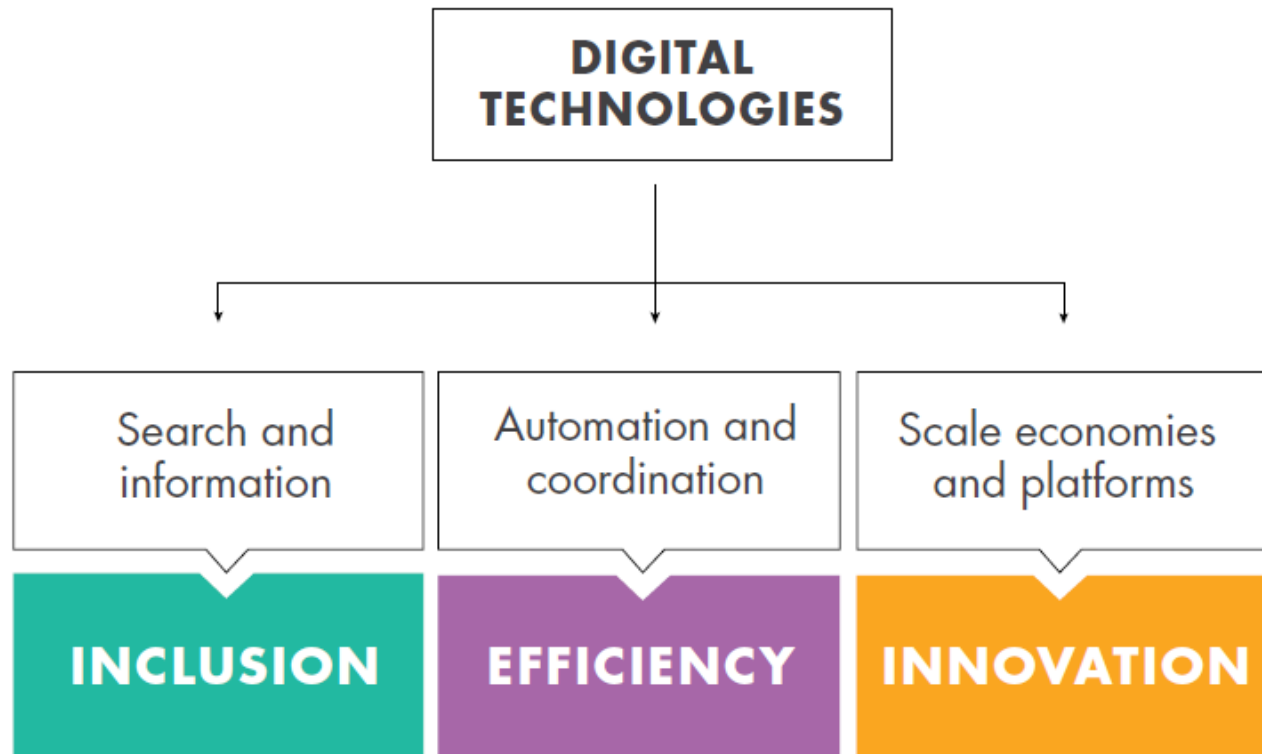 DIGITAL
TECHNOLOGIES
Search and
information
INCLUSION
Automation and
coordination
EFFICIENCY
Scale economies
and platforms
INNOVATION